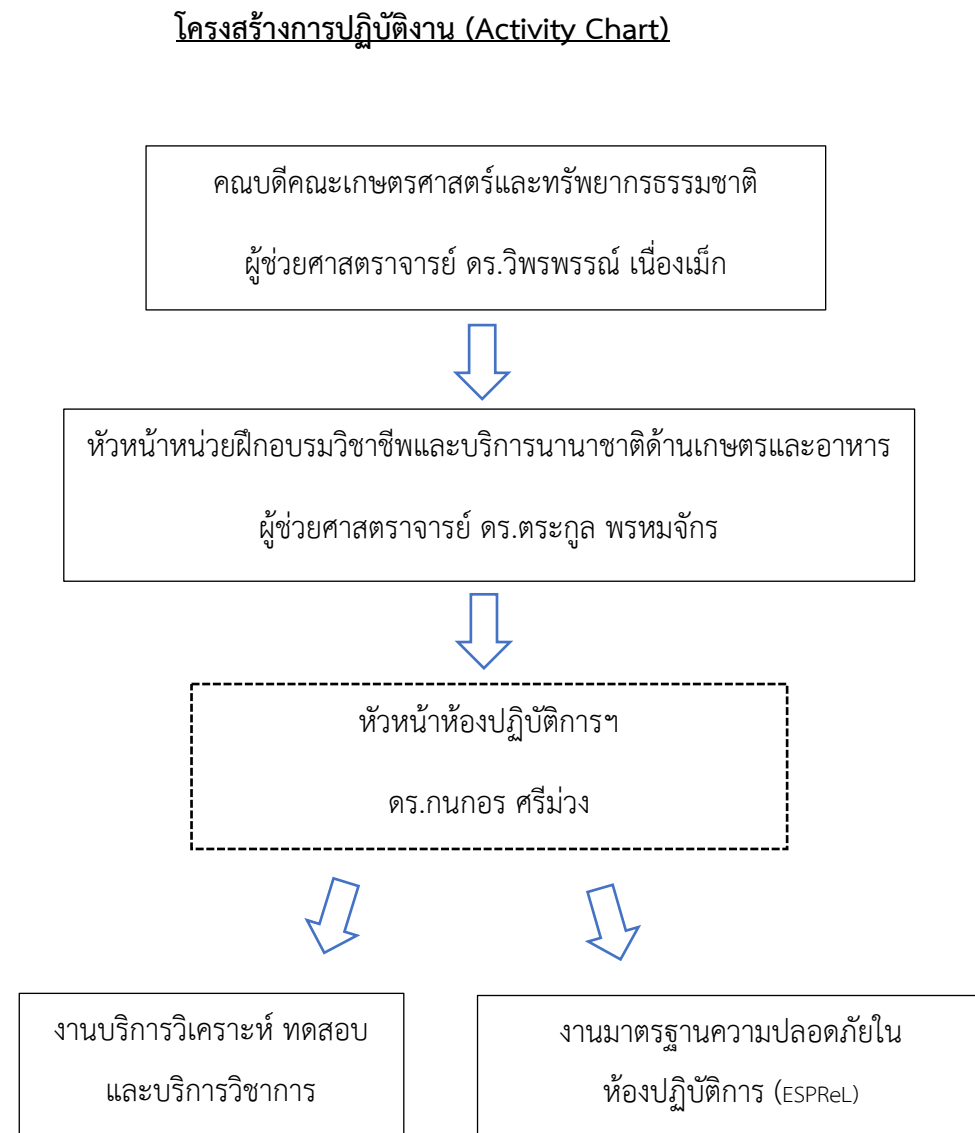 โครงสร้างการปฏิบัติงาน (Activity Chart)
คณบดีคณะเกษตรศาสตร์และทรัพยากรธรรมชาติ
ผู้ช่วยศาสตราจารย์ ดร.วิพรพรรณ์ เนื่องเม็ก
หัวหน้าหน่วยฝึกอบรมวิชาชีพและบริการนานาชาติด้านเกษตรและอาหาร
ผู้ช่วยศาสตราจารย์ ดร.ตระกูล พรหมจักร
หัวหน้าห้องปฏิบัติการฯ
ดร.กนกอร ศรีม่วง
งานบริการวิเคราะห์ ทดสอบ
และบริการวิชาการ
งานมาตรฐานความปลอดภัยใน
ห้องปฏิบัติการ (ESPReL)